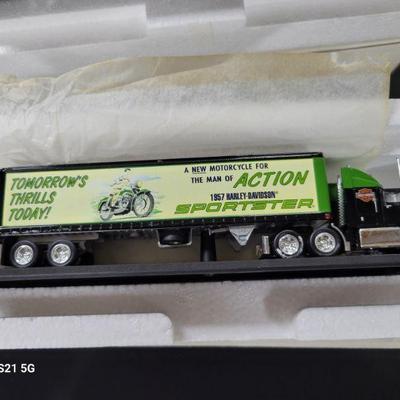 TOMORROW'S
THRILLS
TODAY!
A NEW MOTORCYCLE FOR
THE MAN OF ACTION
1957 HARLEY-DAVIDSON
SPORTSTER
S21 5G